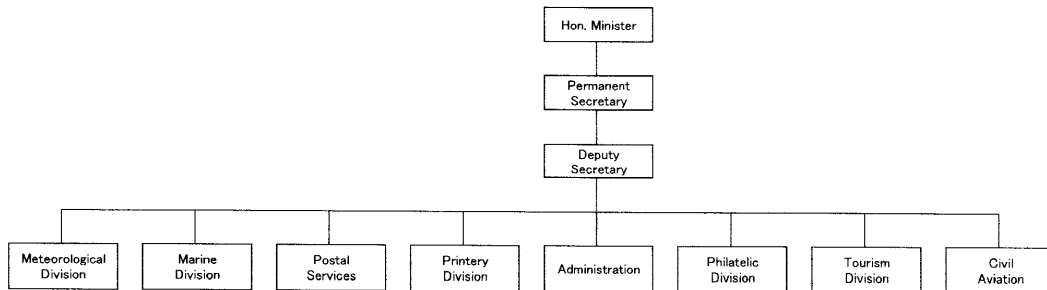 Hon. Minister
Permanent
Secretary
Deputy
Secretary
Meteorological
Division
Marine
Division
Postal
Services
Printery
Division
Administration
Philatelic
Division
Tourism
Division
Civil
Aviation